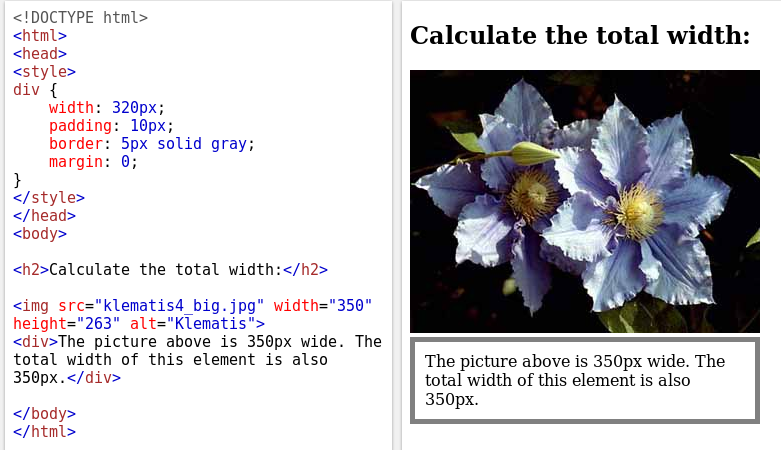 <!DOCTYPE html>
<html>
<head>
<style>
div {
    width: 320px;
    padding: 10px;
    border: 5px solid gray;
    margin: 0;
}
</style>
</head>
<body>

<h2>Calculate the total width:</h2>

<img src="klematis4_big.jpg" width="350"
height="263" alt="Klematis">
<div>The picture above is 350px wide. The
total width of this element is also
350px.</div>

</body>
</html>
Calculate the total width:
The picture above is 350px wide. The
total width of this element is also
350px.